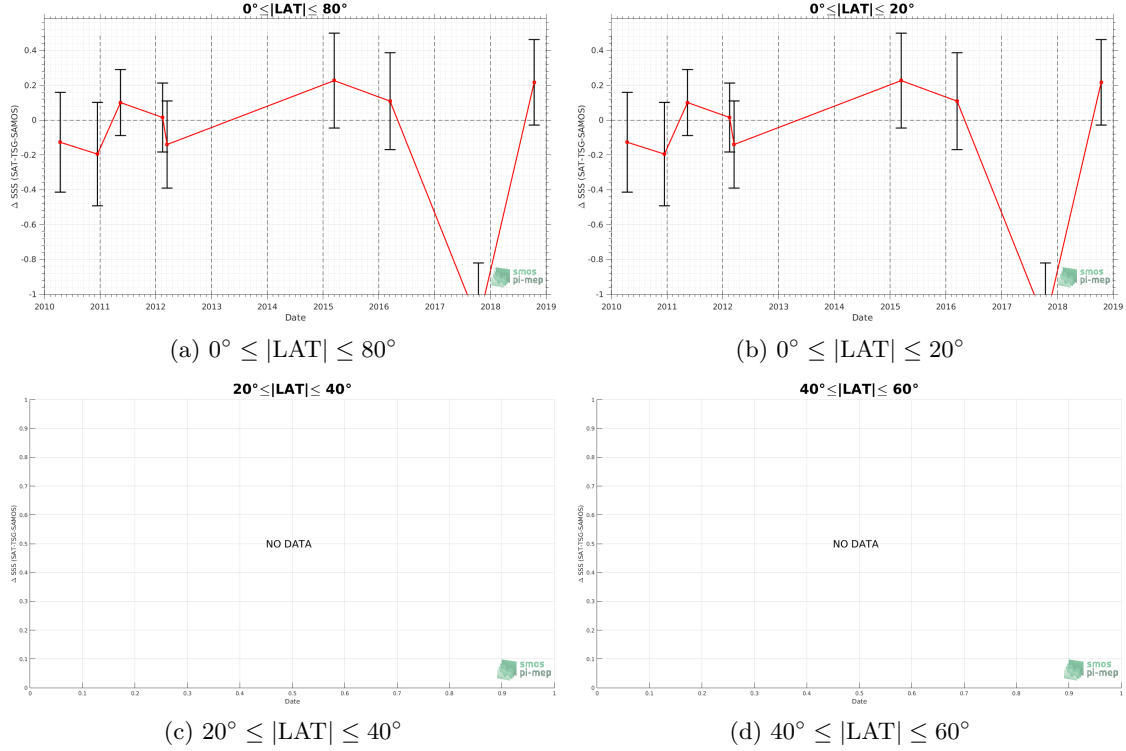 0°≤|LAT|≤ 80°
Δ SSS (SAT-TSG-SAMOS)
0.4
0.2
0
-0.2
-0.4
-0.6
-0.8
-1
2010 2011 2012 2013 2014 2015 2016 2017 2018 2019
Date
smos
pi-mep
(a) 0° ≤ |LAT| ≤ 80°
0°≤|LAT|≤ 20°
Δ SSS (SAT-TSG-SAMOS)
0.4
0.2
0
-0.2
-0.4
-0.6
-0.8
-1
2010 2011 2012 2013 2014 2015 2016 2017 2018 2019
Date
smos
pi-mep
(b) 0° ≤ |LAT| ≤ 20°
20°≤|LAT|≤ 40°
Δ SSS (SAT-TSG-SAMOS)
1
0.9
0.8
0.7
0.6
0.5
0.4
0.3
0.2
0.1
0
NO DATA
0 0.1 0.2 0.3 0.4 0.5 0.6 0.7 0.8 0.9 1
Date
smos
pi-mep
(c) 20° ≤ |LAT| ≤ 40°
40°≤|LAT|≤ 60°
Δ SSS (SAT-TSG-SAMOS)
1
0.9
0.8
0.7
0.6
0.5
0.4
0.3
0.2
0.1
0
NO DATA
0 0.1 0.2 0.3 0.4 0.5 0.6 0.7 0.8 0.9 1
Date
smos
pi-mep
(d) 40° ≤ |LAT| ≤ 60°